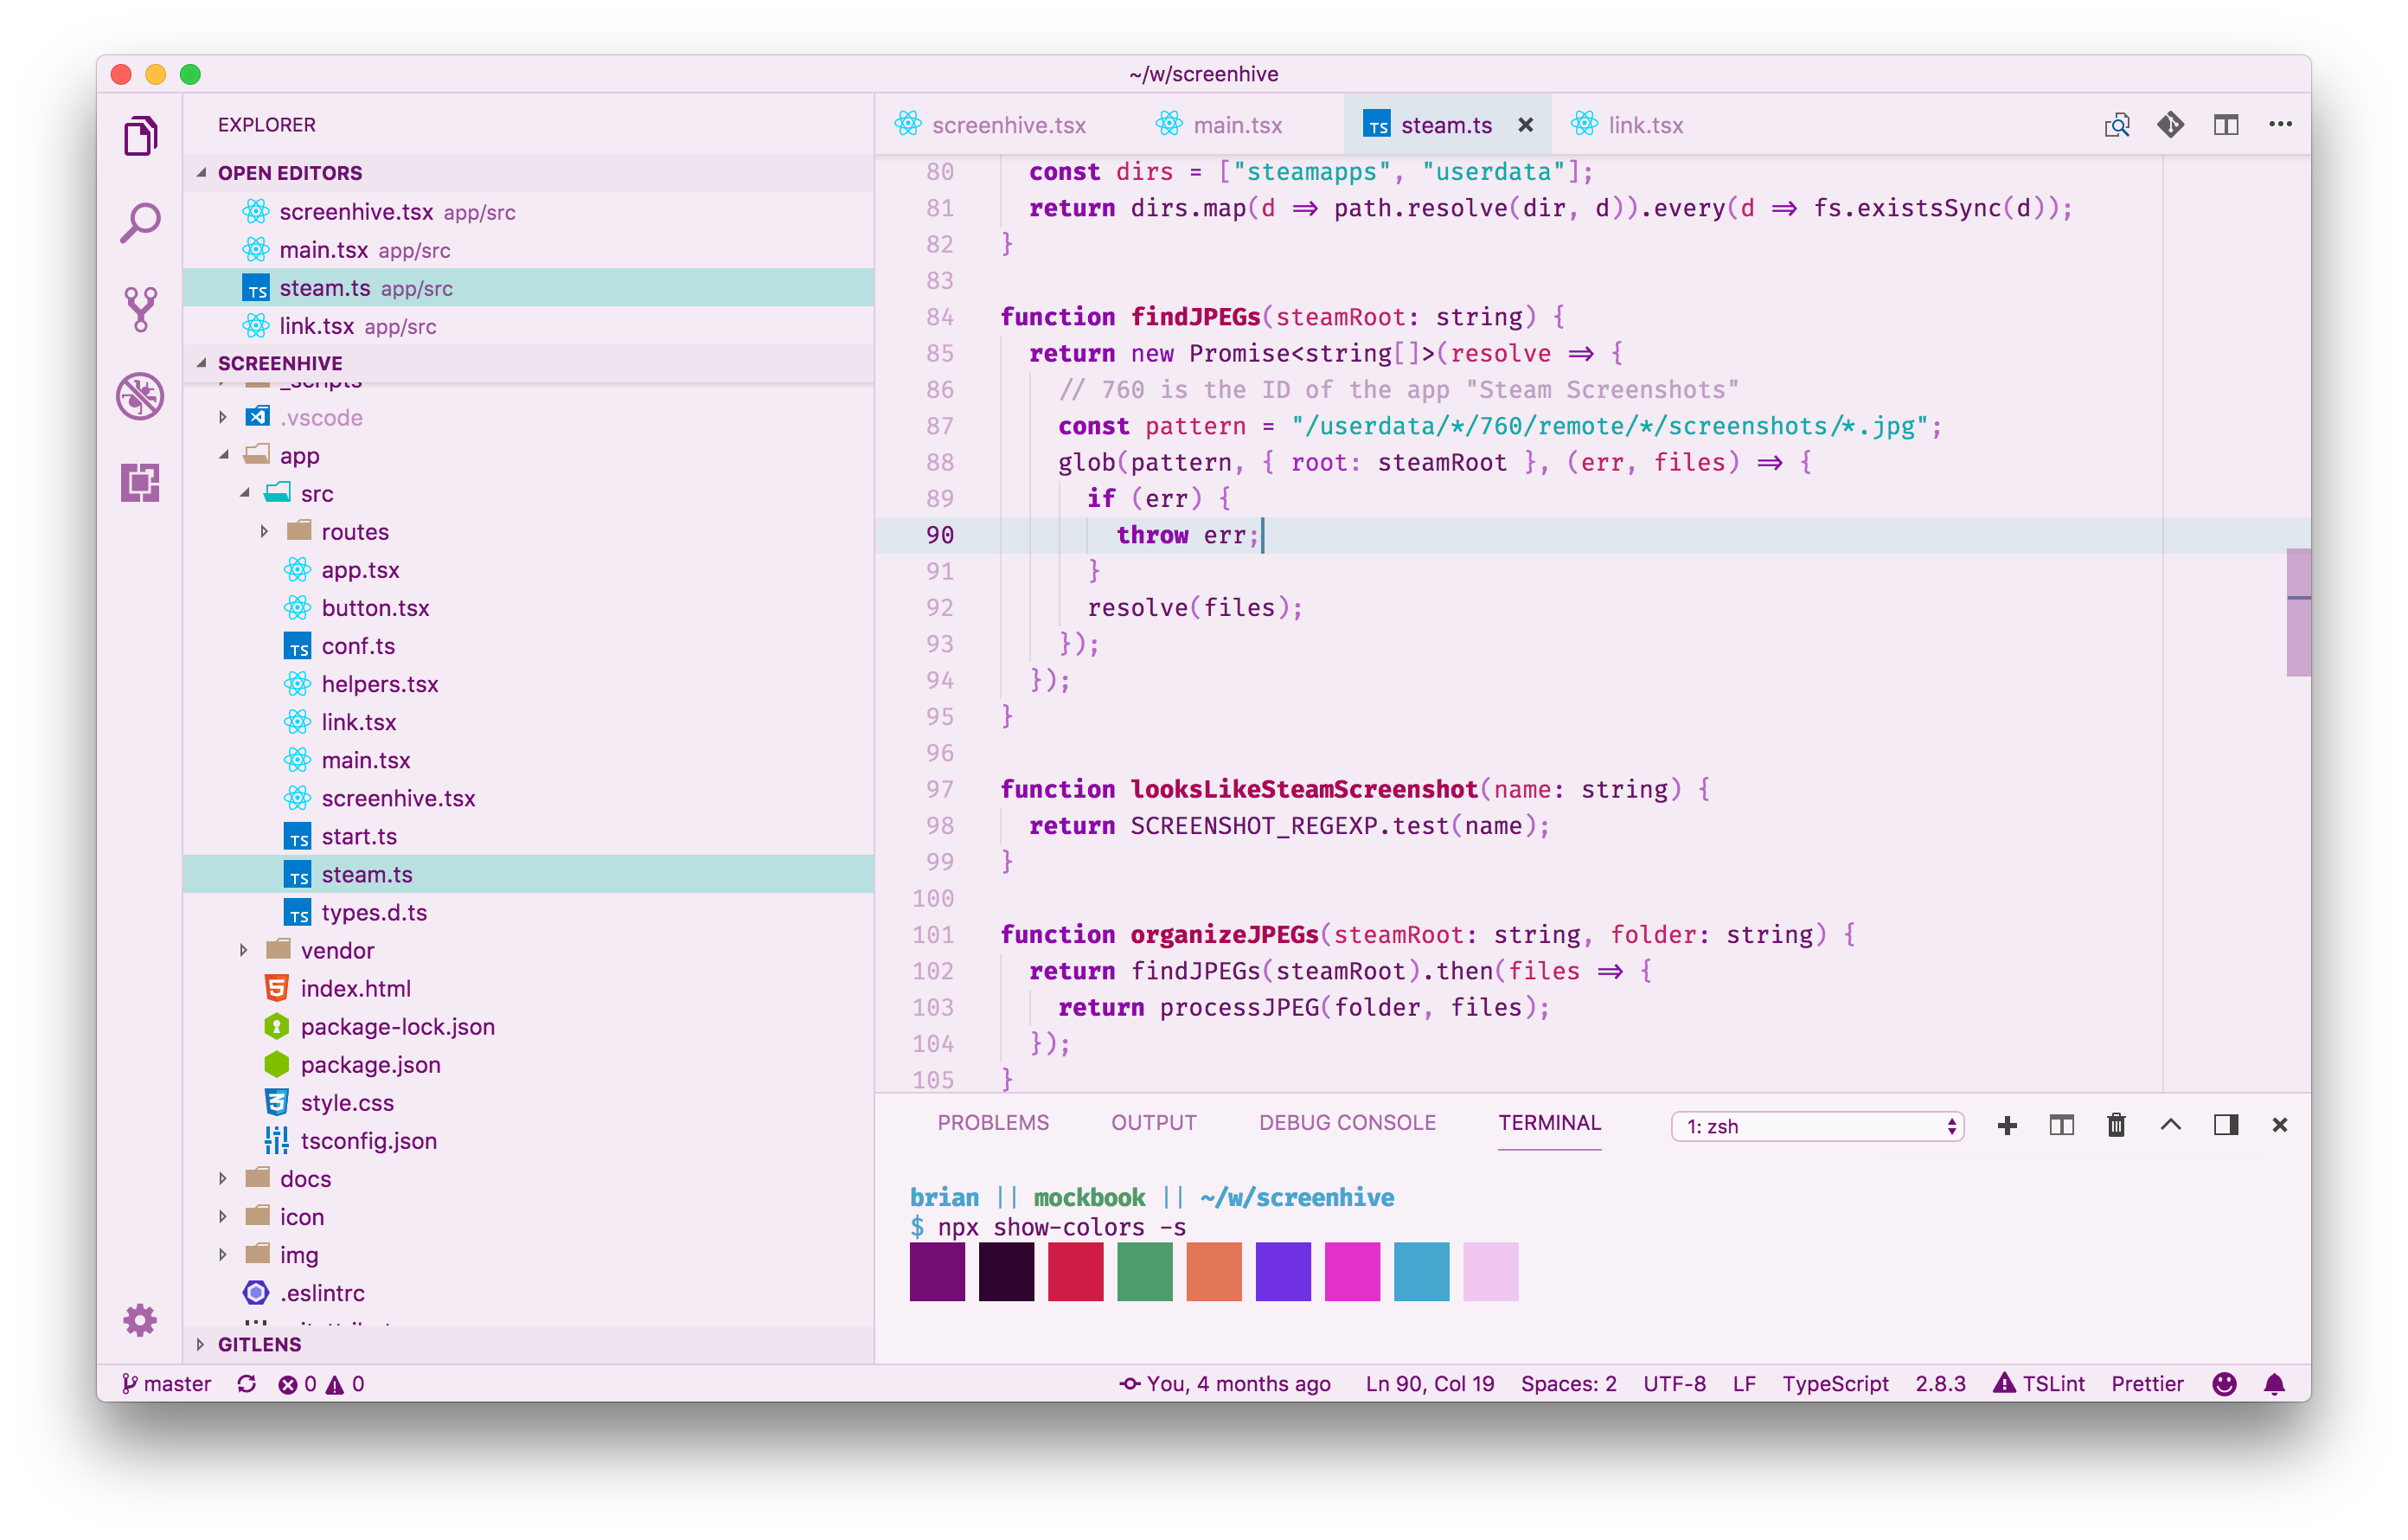 ~/w/screenhive
EXPLORER
OPEN EDITORS
screenhive.tsx app/src
main.tsx app/src
TS steam.ts app/src
link.tsx app/src
SCREENHIVE
_scripts
.vscode
app
src
routes
app.tsx
button.tsx
TS conf.ts
helpers.tsx
link.tsx
main.tsx
screenhive.tsx
TS start.ts
TS steam.ts
TS types.d.ts
vendor
index.html
package-lock.json
package.json
style.css
tsconfig.json
docs
icon
img
.eslintrc
GITLENS
screenhive.tsx main.tsx TS steam.ts link.tsx
80 const dirs = ["steamapps", "userdata"];
81 return dirs.map(d => path.resolve(dir, d)).every(d => fs.existsSync(d));
82 }
83
84 function findJPEGs(steamRoot: string) {
85 return new Promise<string[]>(resolve => {
86 // 760 is the ID of the app "Steam Screenshots"
87 const pattern = "/userdata/*/760/remote/*/screenshots/*.jpg";
88 glob(pattern, { root: steamRoot }, (err, files) => {
89 if (err) {
90 throw err;
91 }
92 resolve(files);
93 });
94 });
95 }
96
97 function looksLikeSteamScreenshot(name: string) {
98 return SCREENSHOT_REGEXP.test(name);
99 }
100
101 function organizeJPEGs(steamRoot: string, folder: string) {
102 return findJPEGs(steamRoot).then(files => {
103 return processJPEG(folder, files);
104 });
105 }
PROBLEMS OUTPUT DEBUG CONSOLE TERMINAL 1: zsh
brian || mockbook || ~/w/screenhive
$ npx show-colors -s
master 0 0 You, 4 months ago Ln 90, Col 19 Spaces: 2 UTF-8 LF TypeScript 2.8.3 TSLint Prettier